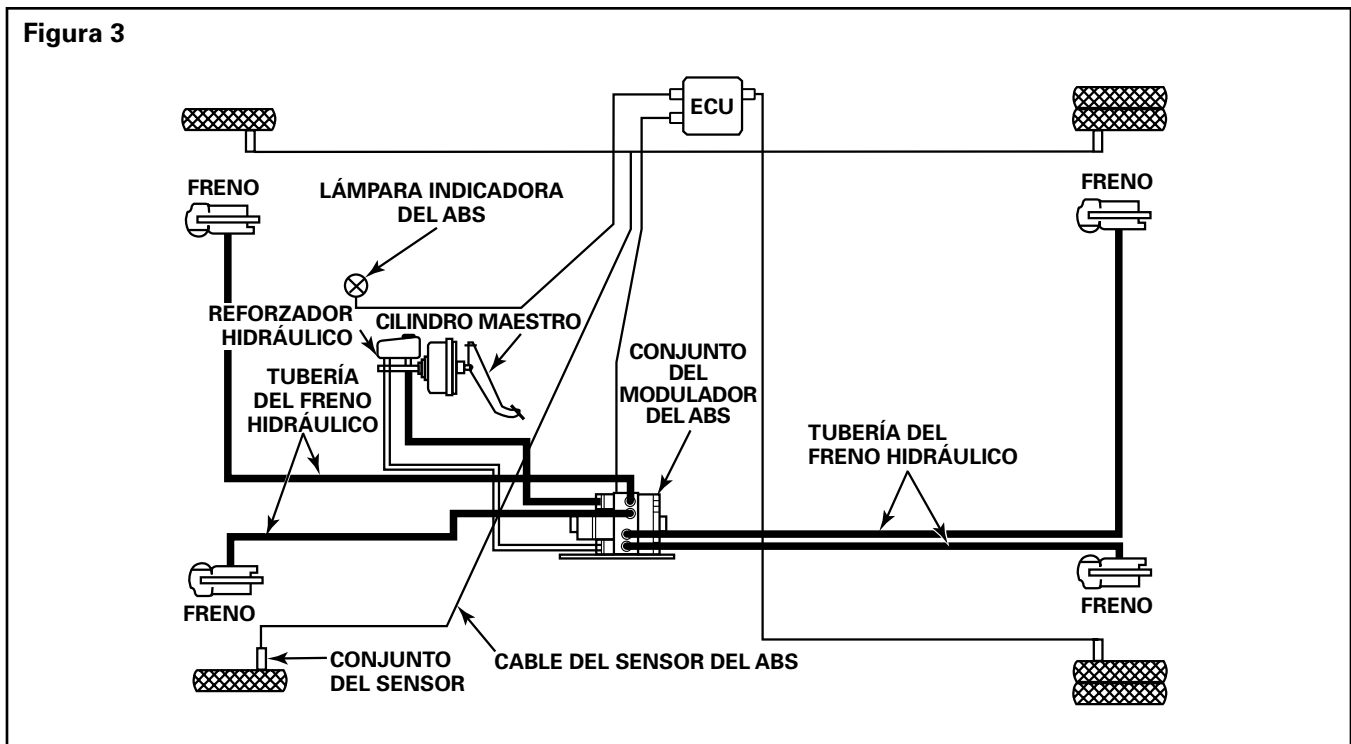 Figura 3
ECU
FRENO
LÁMPARA INDICADORA
DEL ABS
FRENO
REFORZADOR
HIDRÁULICO
CILINDRO MAESTRO
CONJUNTO
DEL
MODULADOR
DEL ABS
TUBERÍA
DEL FRENO
HIDRÁULICO
TUBERÍA DEL
FRENO HIDRÁULICO
FRENO
FRENO
CONJUNTO
DEL SENSOR
CABLE DEL SENSOR DEL ABS